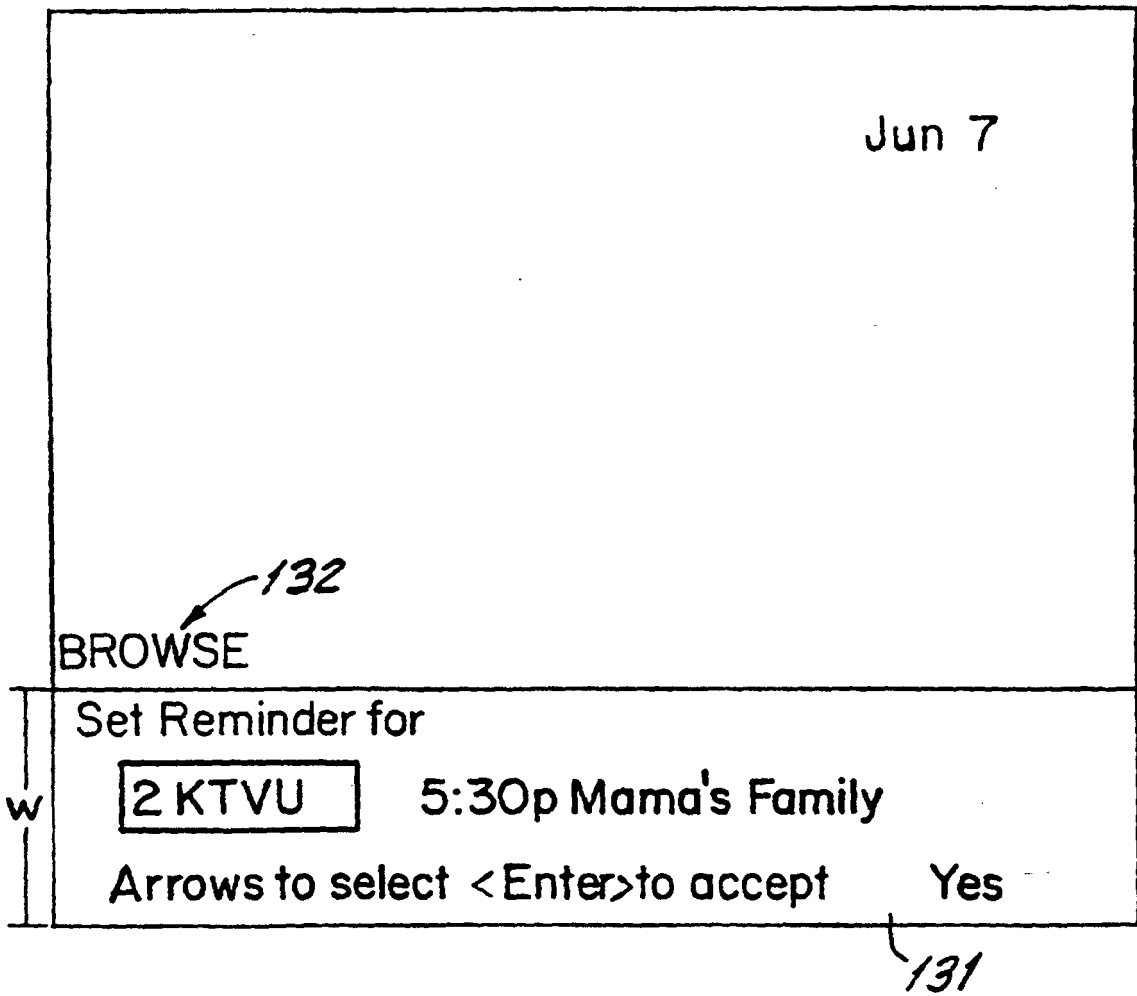 Jun 7
132
BROWSE
Set Reminder for
W
2 KTVU 5:30p Mama's Family
Arrows to select <Enter> to accept Yes
131